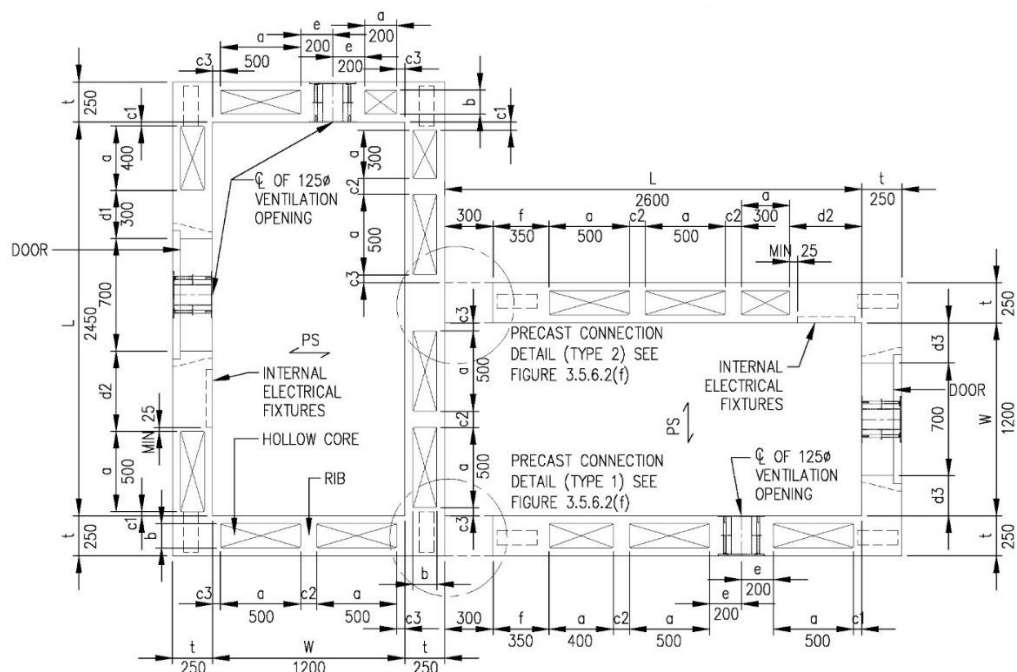 a
e
200
a
500
200
e
200
c3
c3
t
250
c1
b
c1
a
400
a
300
℄ OF 125ø
VENTILATION
OPENING
c2
L
2600
t
250
d1
300
a
500
300
f
350
a
500
c2
a
500
c2
a
300
d2
DOOR
MIN 25
700
c3
t
250
L
2450
c3
PRECAST CONNECTION
DETAIL (TYPE 2) SEE
FIGURE 3.5.6.2(f)
INTERNAL
ELECTRICAL
FIXTURES
d3
PS
a
500
DOOR
INTERNAL
ELECTRICAL
FIXTURES
d2
c2
PS
700
W
1200
MIN 25
HOLLOW CORE
a
500
PRECAST CONNECTION
DETAIL (TYPE 1) SEE
FIGURE 3.5.6.2(f)
℄ OF 125ø
VENTILATION
OPENING
a
500
RIB
d3
c1
c3
t
250
b
t
250
b
e
200
e
200
c3
a
500
c2
a
500
c3
300
f
350
a
400
c2
a
500
a
500
c1
t
250
W
1200
t
250